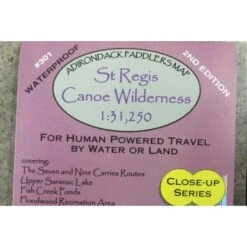 #301
WATERPROOF
ADIRONDACK PADDLERS MAP
2ND EDITION
St Regis
Canoe Wilderness
1:31,250
FOR HUMAN POWERED TRAVEL
BY WATER OR LAND
covering:
The Seven and Nine Carries Routes
Upper Saranac Lake
Fish Creek Ponds
Floodwood Recreation Area
CLOSE-UP
SERIES